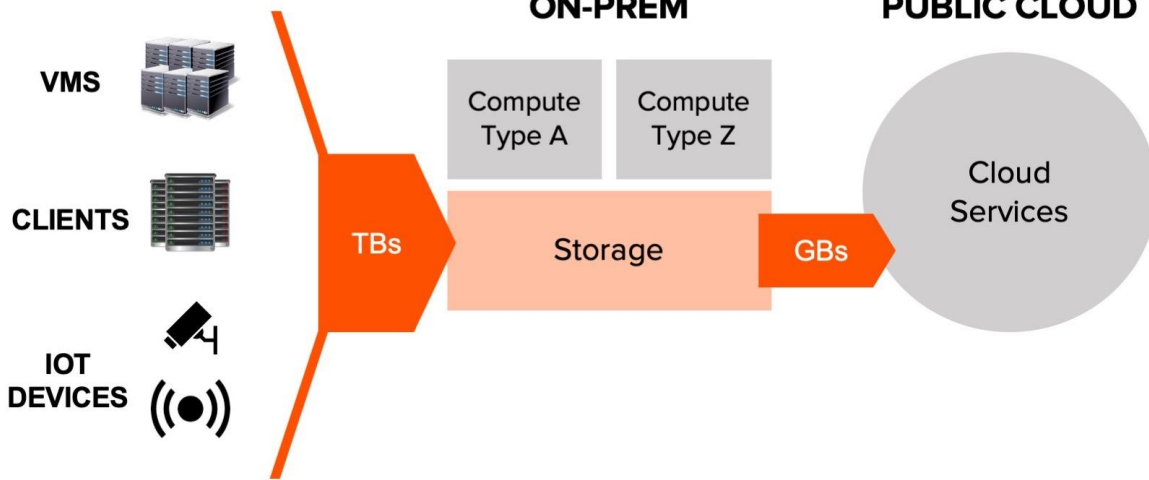 ON-PREM
PUBLIC CLOUD
VMS
Compute
Type A
Compute
Type Z
Cloud
Services
CLIENTS
TBs
Storage
GBs
IOT
DEVICES